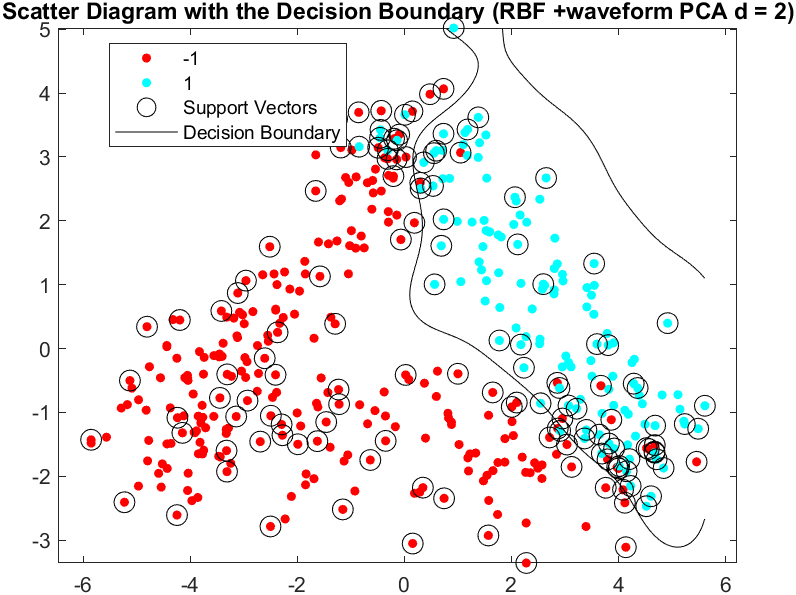 Scatter Diagram with the Decision Boundary (RBF +waveform PCA d = 2)
5
4
3
2
1
0
-1
-2
-3
-1
1
Support Vectors
Decision Boundary
-6 -4 -2 0 2 4 6